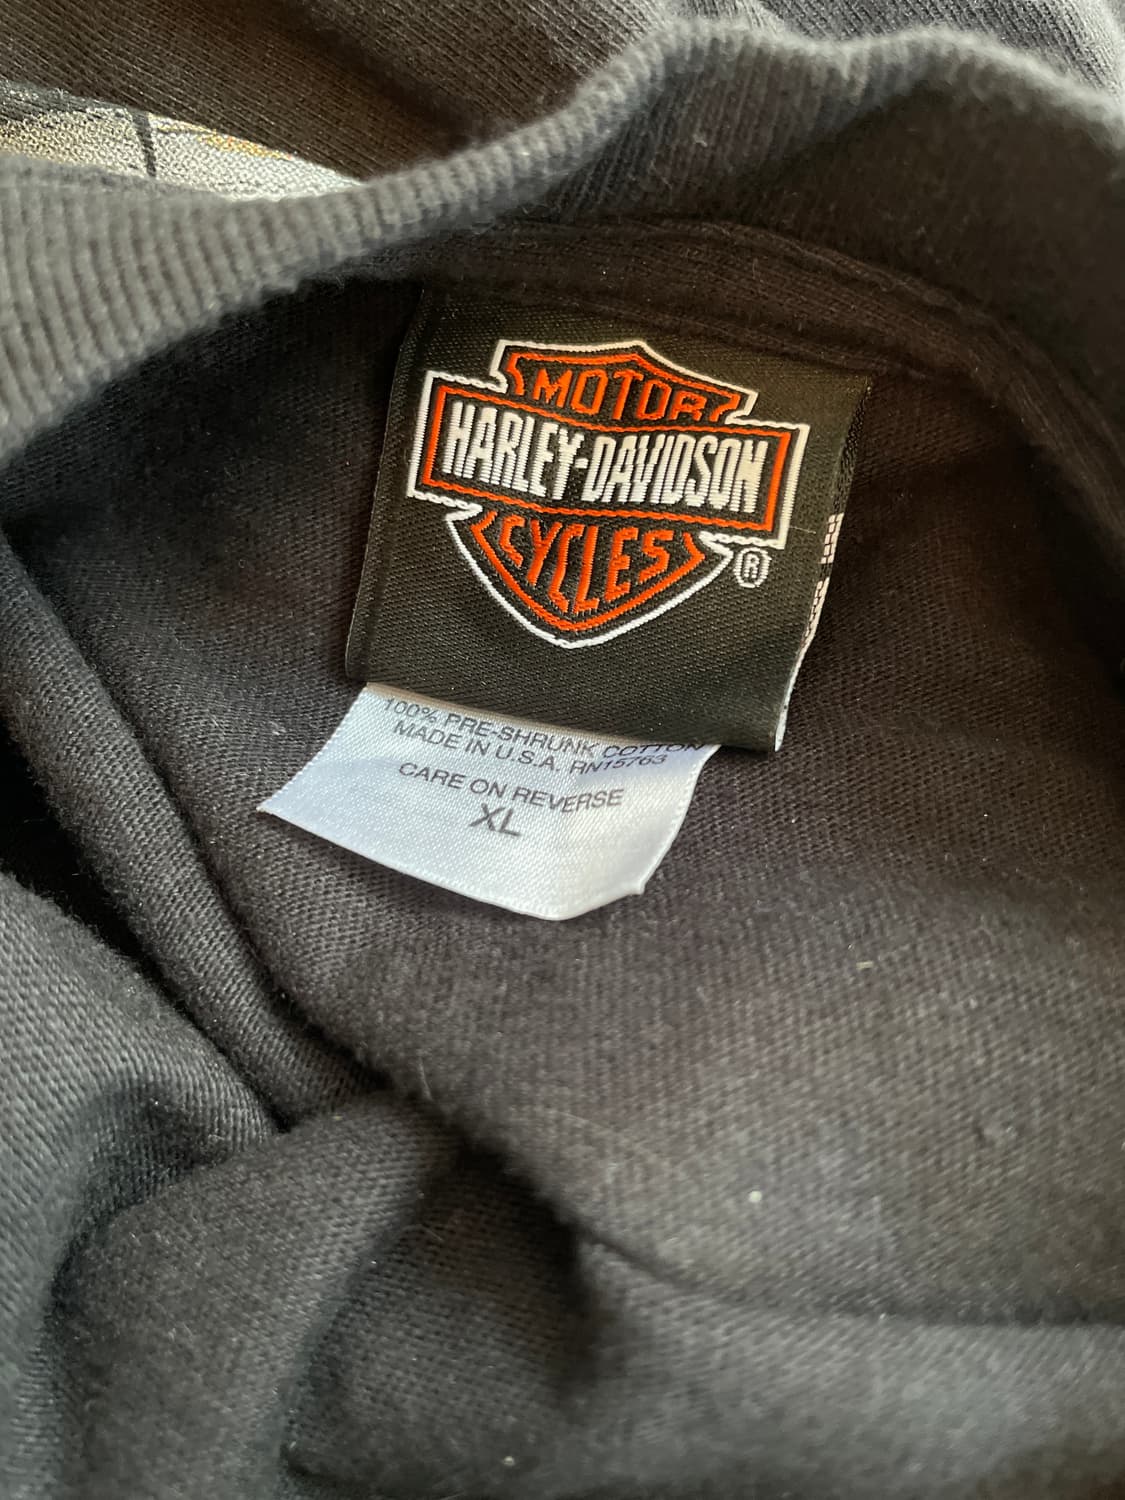 MOTOR
HARLEY-DAVIDSON
CYCLES
®
100% PRE-SHRUNK COTTON
MADE IN U.S.A. RN15763
CARE ON REVERSE
XL